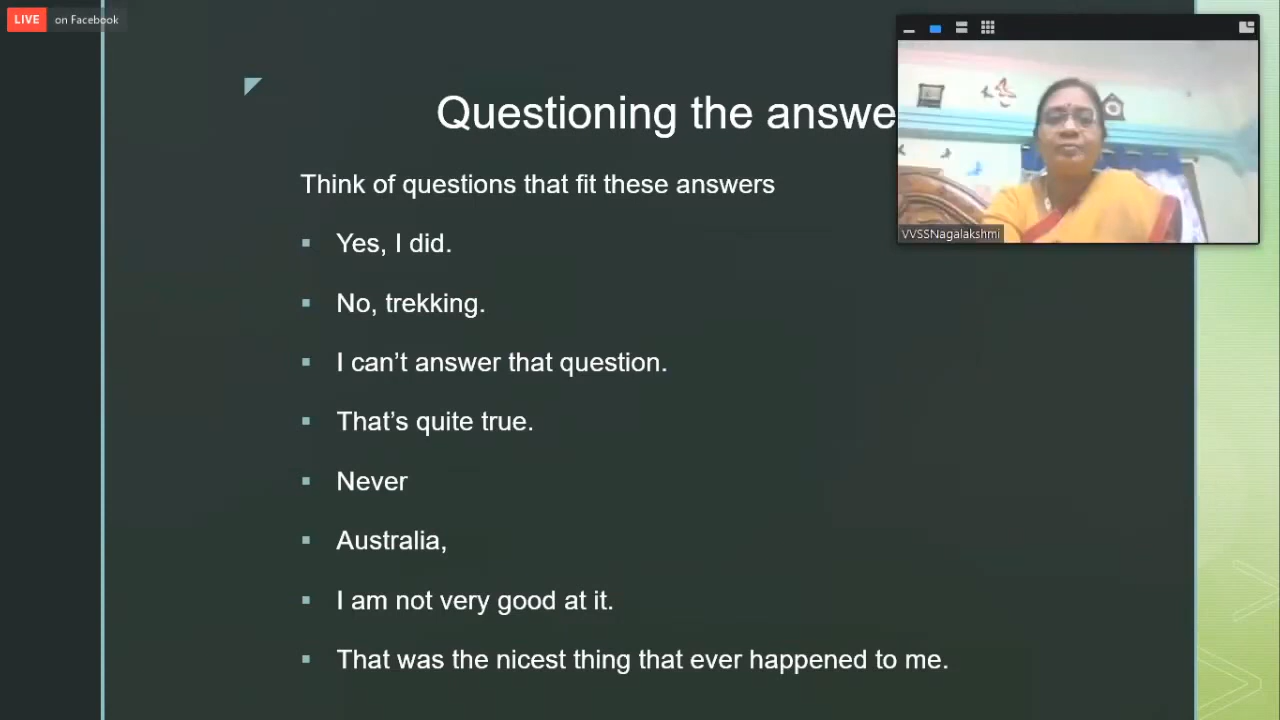 LIVE on Facebook
Questioning the answe
Think of questions that fit these answers
Yes, I did.
No, trekking.
I can’t answer that question.
That’s quite true.
Never
Australia,
I am not very good at it.
That was the nicest thing that ever happened to me.
VVSSNagalakshmi